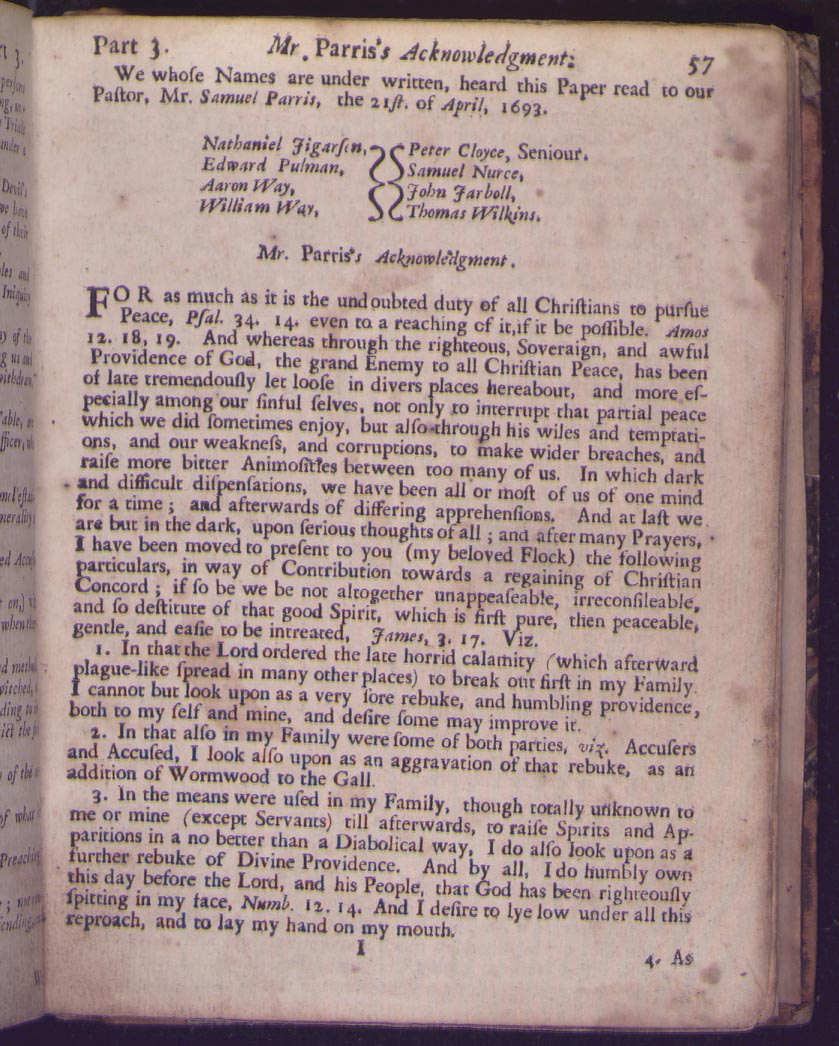 Part 3. Mr. Parris's Acknowledgment: 57
We whoſe Names are under written, heard this Paper read to our
Paſtor, Mr. Samuel Parris, the 21ſt. of April, 1693.
Nathaniel Jigarſen, Peter Cloyce, Seniour.
Edward Pulman, Samuel Nurce,
Aaron Way, John Jarboll,
William Way, Thomas Wilkins.
Mr. Parris's Acknowledgment.
FOR as much as it is the undoubted duty of all Chriſtians to purſue
Peace, Pſal. 34. 14. even to a reaching of it, if it be poſſible. Amos
12. 18, 19. And whereas through the righteous, Soveraign, and awful
Providence of God, the grand Enemy to all Chriſtian Peace, has been
of late tremendouſly let looſe in divers places hereabout, and more eſ-
pecially among our ſinful ſelves, not only to interrupt that partial peace
which we did ſometimes enjoy, but alſo through his wiles and temptati-
ons, and our weakneſs, and corruptions, to make wider breaches, and
raiſe more bitter Animoſities between too many of us. In which dark
and difficult diſpenſations, we have been all or moſt of us of one mind
for a time; and afterwards of differing apprehenſions. And at laſt we
are but in the dark, upon ſerious thoughts of all; and after many Prayers,
I have been moved to preſent to you (my beloved Flock) the following
particulars, in way of Contribution towards a regaining of Chriſtian
Concord; if ſo be we be not altogether unappeaſeable, irreconſileable,
and ſo deſtitute of that good Spirit, which is firſt pure, then peaceable,
gentle, and eaſie to be intreated, James, 3. 17. Viz.
1. In that the Lord ordered the late horrid calamity (which afterward
plague-like ſpread in many other places) to break out firſt in my Family.
I cannot but look upon as a very ſore rebuke, and humbling providence,
both to my ſelf and mine, and deſire ſome may improve it.
2. In that alſo in my Family were ſome of both parties, viz. Accuſers
and Accuſed, I look alſo upon as an aggravation of that rebuke, as an
addition of Wormwood to the Gall.
3. In the means were uſed in my Family, though totally unknown to
me or mine (except Servants) till afterwards, to raiſe Spirits and Ap-
paritions in a no better than a Diabolical way, I do alſo look upon as a
further rebuke of Divine Providence. And by all, I do humbly own
this day before the Lord, and his People, that God has been righteouſly
ſpitting in my face, Numb. 12. 14. And I deſire to lye low under all this
reproach, and to lay my hand on my mouth.
I
4. As